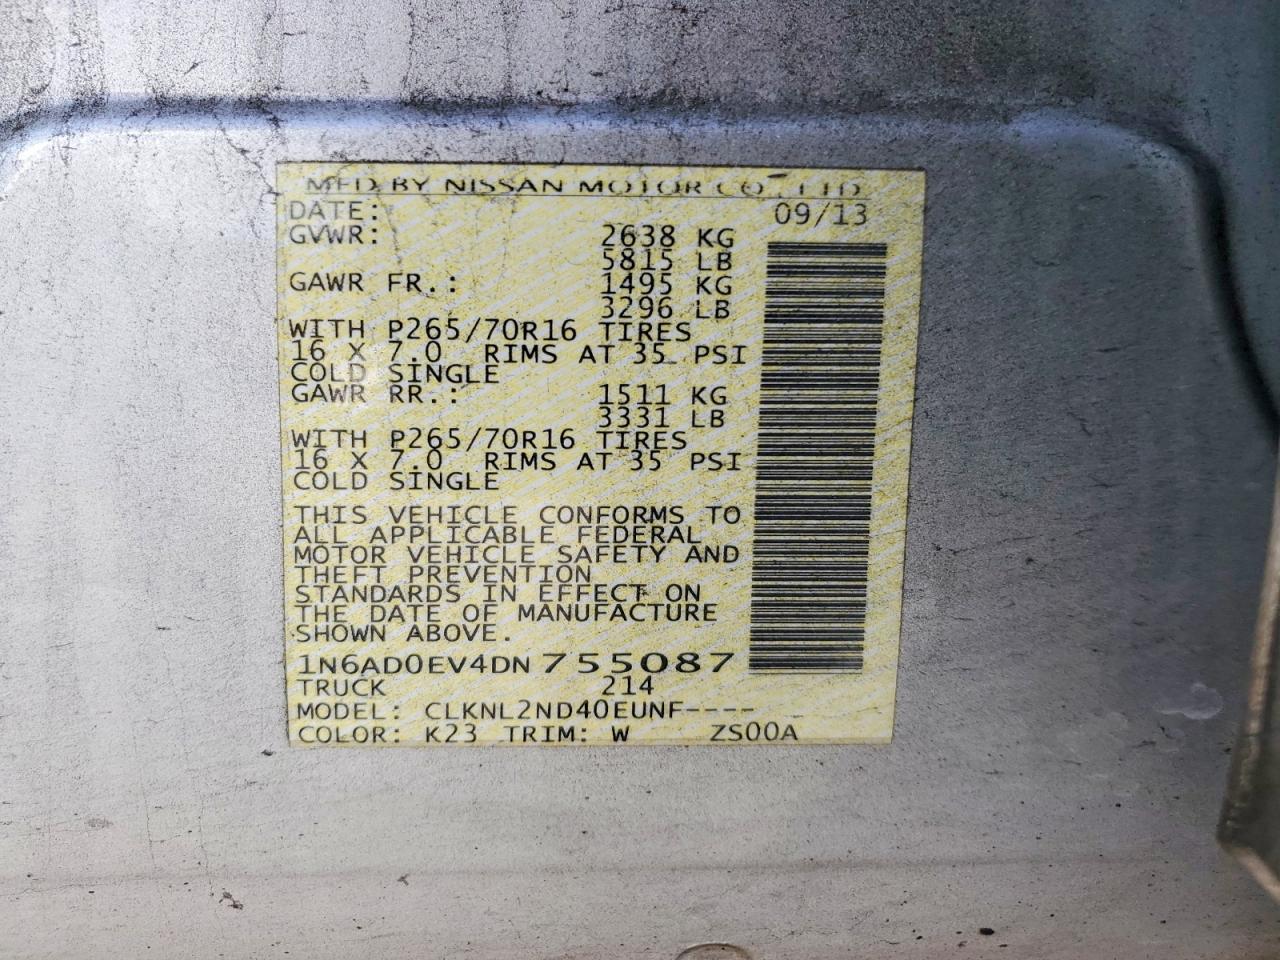 MFD BY NISSAN MOTOR CO., LTD
DATE: 09/13
GVWR: 2638 KG
5815 LB
GAWR FR.: 1495 KG
3296 LB
WITH P265/70R16 TIRES
16 X 7.0 RIMS AT 35 PSI
COLD SINGLE
GAWR RR.: 1511 KG
3331 LB
WITH P265/70R16 TIRES
16 X 7.0 RIMS AT 35 PSI
COLD SINGLE
THIS VEHICLE CONFORMS TO
ALL APPLICABLE FEDERAL
MOTOR VEHICLE SAFETY AND
THEFT PREVENTION
STANDARDS IN EFFECT ON
THE DATE OF MANUFACTURE
SHOWN ABOVE.
1N6AD0EV4DN755087
TRUCK 214
MODEL: CLKNL2ND40EUNF----
COLOR: K23 TRIM: W ZS00A